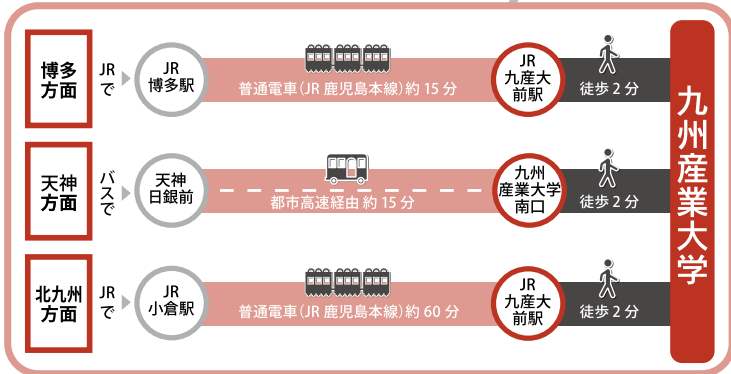 博多
方面
JR
で
JR
博多駅
普通電車(JR 鹿児島本線)約 15 分
JR
九産大
前駅
徒歩 2 分
天神
方面
バスで
天神
日銀前
都市高速経由 約 15 分
九州
産業大学
南口
徒歩 2 分
北九州
方面
JR
で
JR
小倉駅
普通電車(JR 鹿児島本線)約 60 分
JR
九産大
前駅
徒歩 2 分
九州産業大学